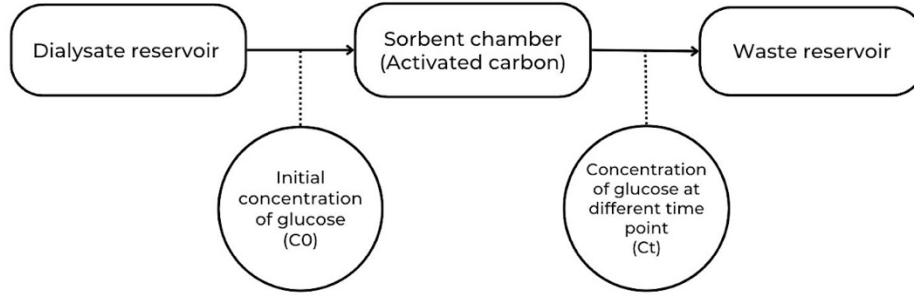 Dialysate reservoir
Sorbent chamber
(Activated carbon)
Waste reservoir
Initial
concentration
of glucose
(C0)
Concentration
of glucose at
different time
point
(Ct)